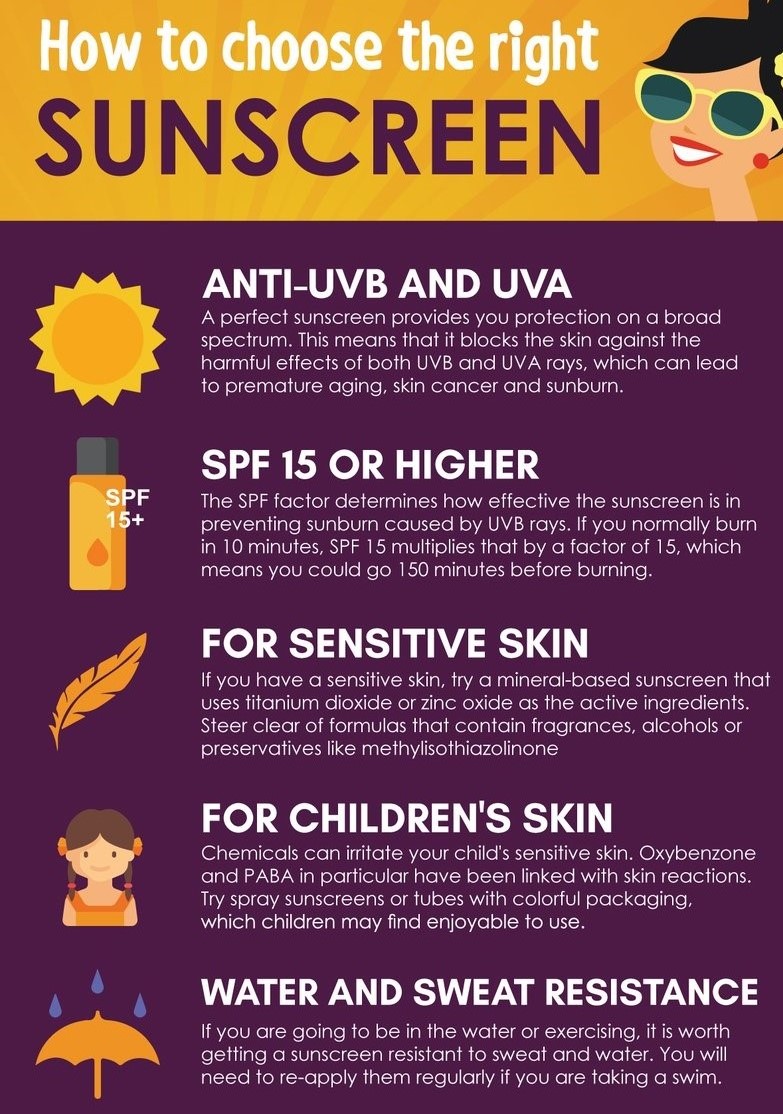 How to choose the right
SUNSCREEN
ANTI-UVB AND UVA
A perfect sunscreen provides you protection on a broad
spectrum. This means that it blocks the skin against the
harmful effects of both UVB and UVA rays, which can lead
to premature aging, skin cancer and sunburn.
SPF
15+
SPF 15 OR HIGHER
The SPF factor determines how effective the sunscreen is in
preventing sunburn caused by UVB rays. If you normally burn
in 10 minutes, SPF 15 multiplies that by a factor of 15, which
means you could go 150 minutes before burning.
FOR SENSITIVE SKIN
If you have a sensitive skin, try a mineral-based sunscreen that
uses titanium dioxide or zinc oxide as the active ingredients.
Steer clear of formulas that contain fragrances, alcohols or
preservatives like methylisothiazolinone
FOR CHILDREN'S SKIN
Chemicals can irritate your child's sensitive skin. Oxybenzone
and PABA in particular have been linked with skin reactions.
Try spray sunscreens or tubes with colorful packaging,
which children may find enjoyable to use.
WATER AND SWEAT RESISTANCE
If you are going to be in the water or exercising, it is worth
getting a sunscreen resistant to sweat and water. You will
need to re-apply them regularly if you are taking a swim.